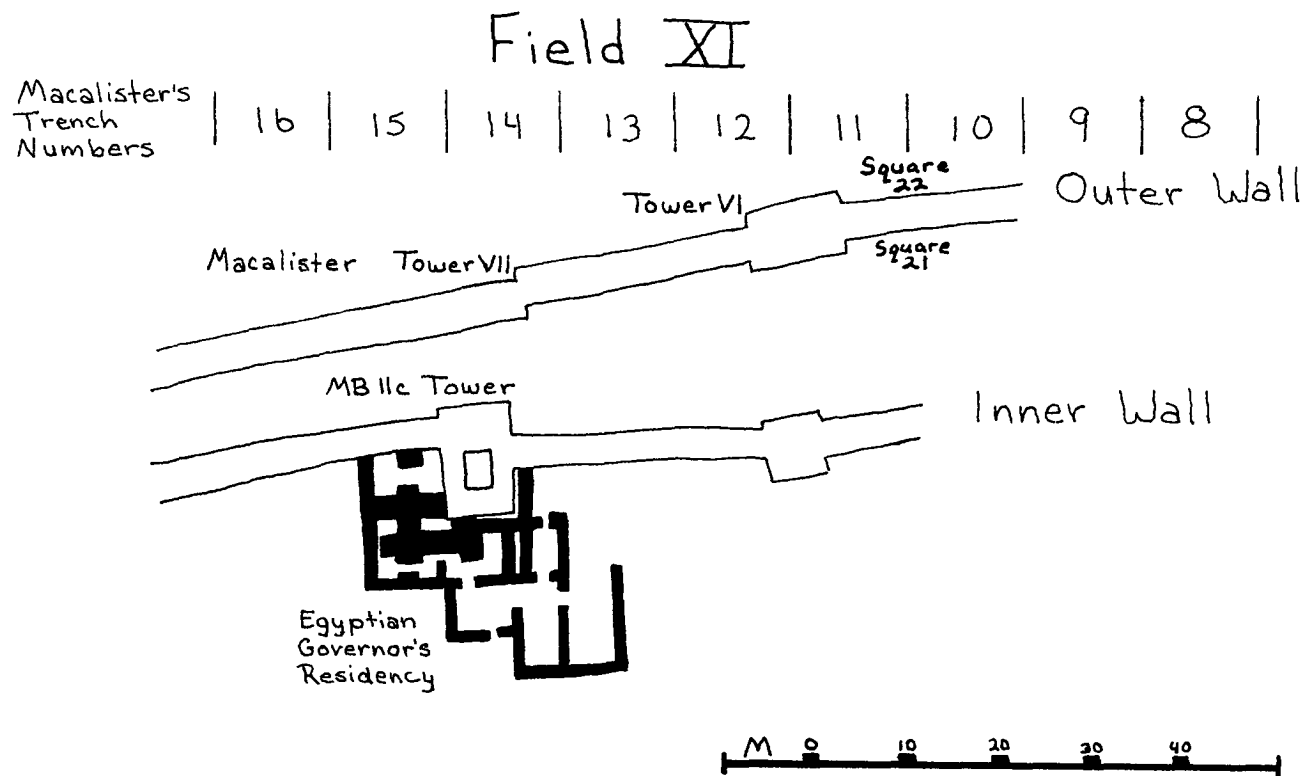 Field XI
Macalister's
Trench
Numbers
16 15 14 13 12 11 10 9 8
Square
22
Outer Wall
Tower VI
Square
21
Macalister Tower VII
MB IIc Tower
Inner Wall
Egyptian
Governor's
Residency
M 0 10 20 30 40